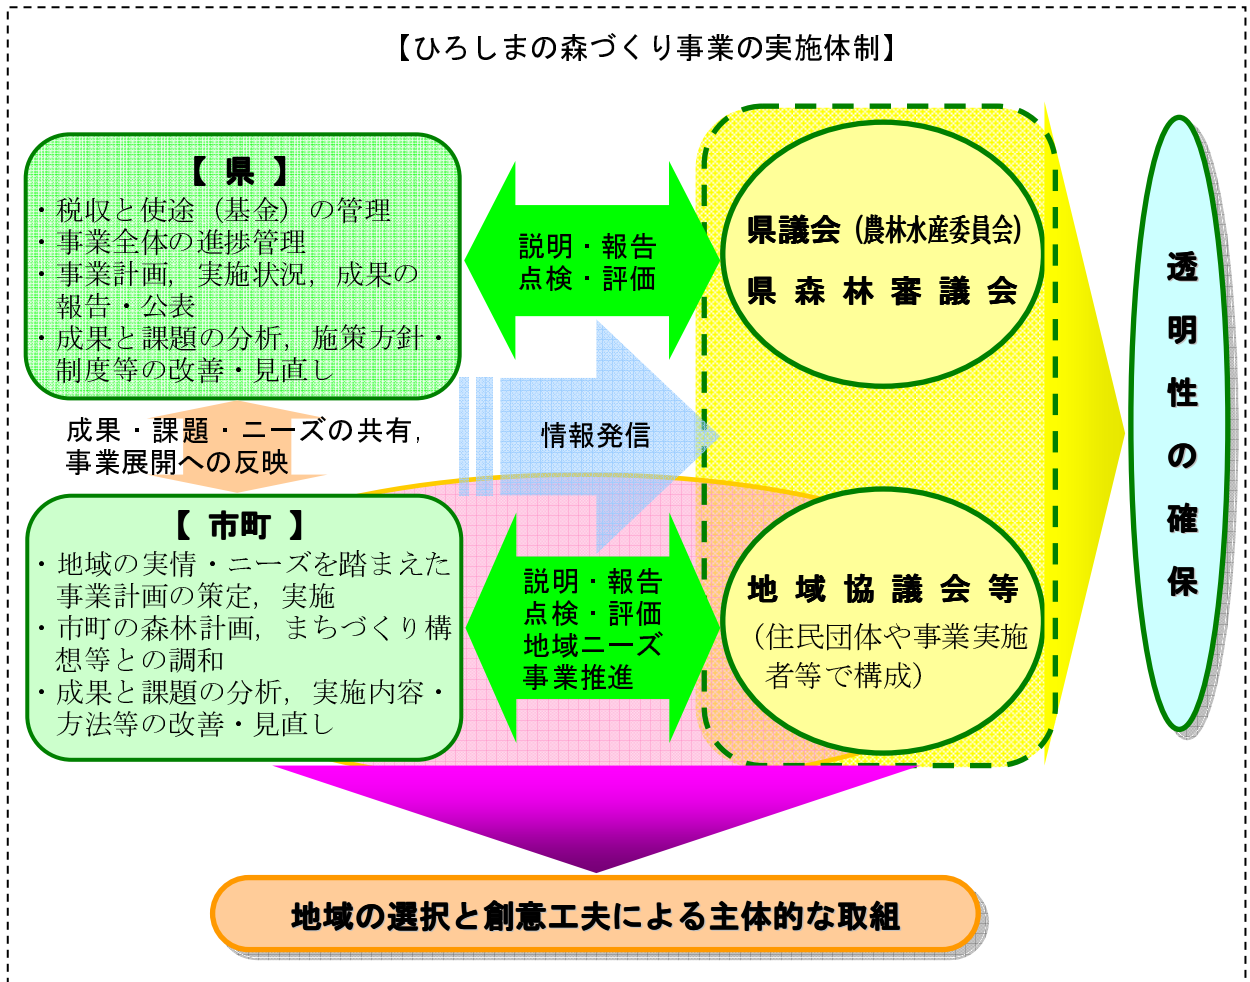 【ひろしまの森づくり事業の実施体制】
【 県 】
・税収と使途（基金）の管理
・事業全体の進捗管理
・事業計画，実施状況，成果の
報告・公表
・成果と課題の分析，施策方針・
制度等の改善・見直し
説明・報告
点検・評価
県議会（農林水産委員会）
県森林審議会
成果・課題・ニーズの共有，
事業展開への反映
情報発信
【 市町 】
・地域の実情・ニーズを踏まえた
事業計画の策定，実施
・市町の森林計画，まちづくり構
想等との調和
・成果と課題の分析，実施内容・
方法等の改善・見直し
説明・報告
点検・評価
地域ニーズ
事業推進
地域協議会等
（住民団体や事業実施
者等で構成）
透明性の確保
地域の選択と創意工夫による主体的な取組